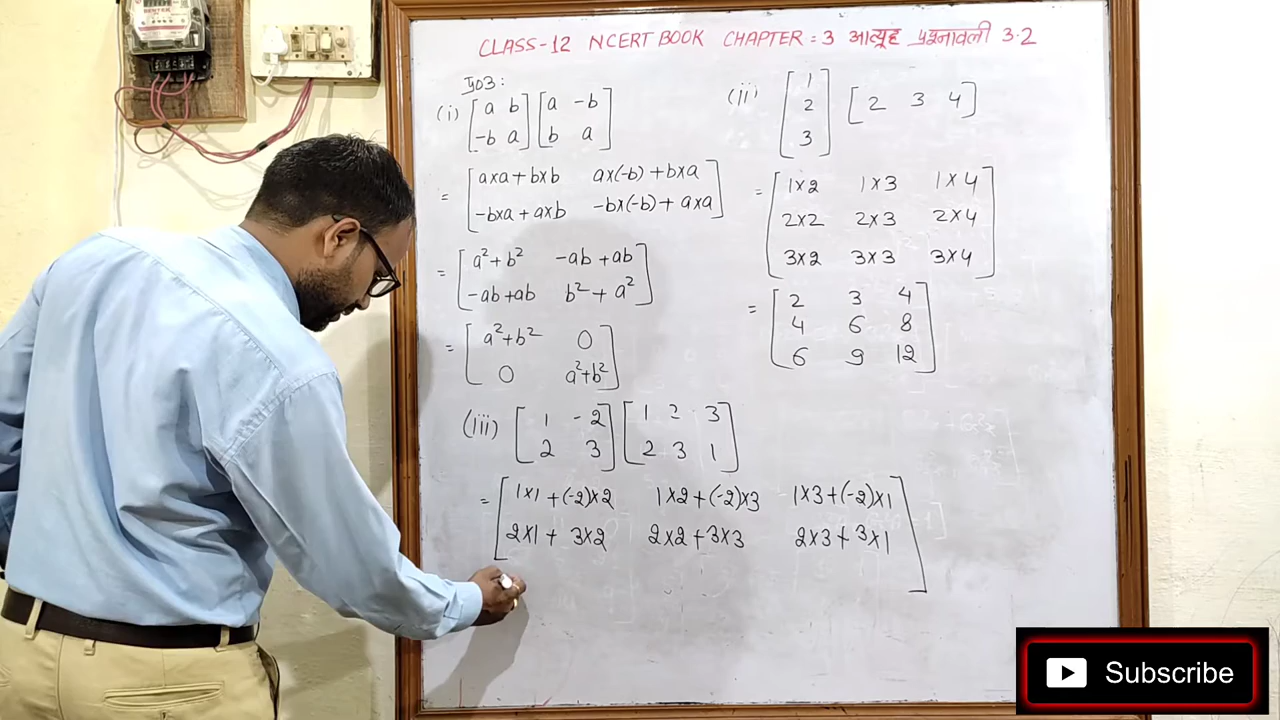 CLASS-12 NCERT BOOK CHAPTER = 3 आव्यूह प्रश्नावली 3.2
प्र03:
(i) [a b] [a -b]
[-b a] [b a]
= [a×a+b×b a×(-b)+b×a]
[-b×a+a×b -b×(-b)+a×a]
= [a²+b² -ab+ab]
[-ab+ab b²+a²]
= [a²+b² 0]
[0 a²+b²]
(ii) [1] [2 3 4]
[2]
[3]
= [1×2 1×3 1×4]
[2×2 2×3 2×4]
[3×2 3×3 3×4]
= [2 3 4]
[4 6 8]
[6 9 12]
(iii) [1 -2] [1 2 3]
[2 3] [2 3 1]
= [1×1+(-2)×2 1×2+(-2)×3 1×3+(-2)×1]
[2×1+3×2 2×2+3×3 2×3+3×1]
Subscribe